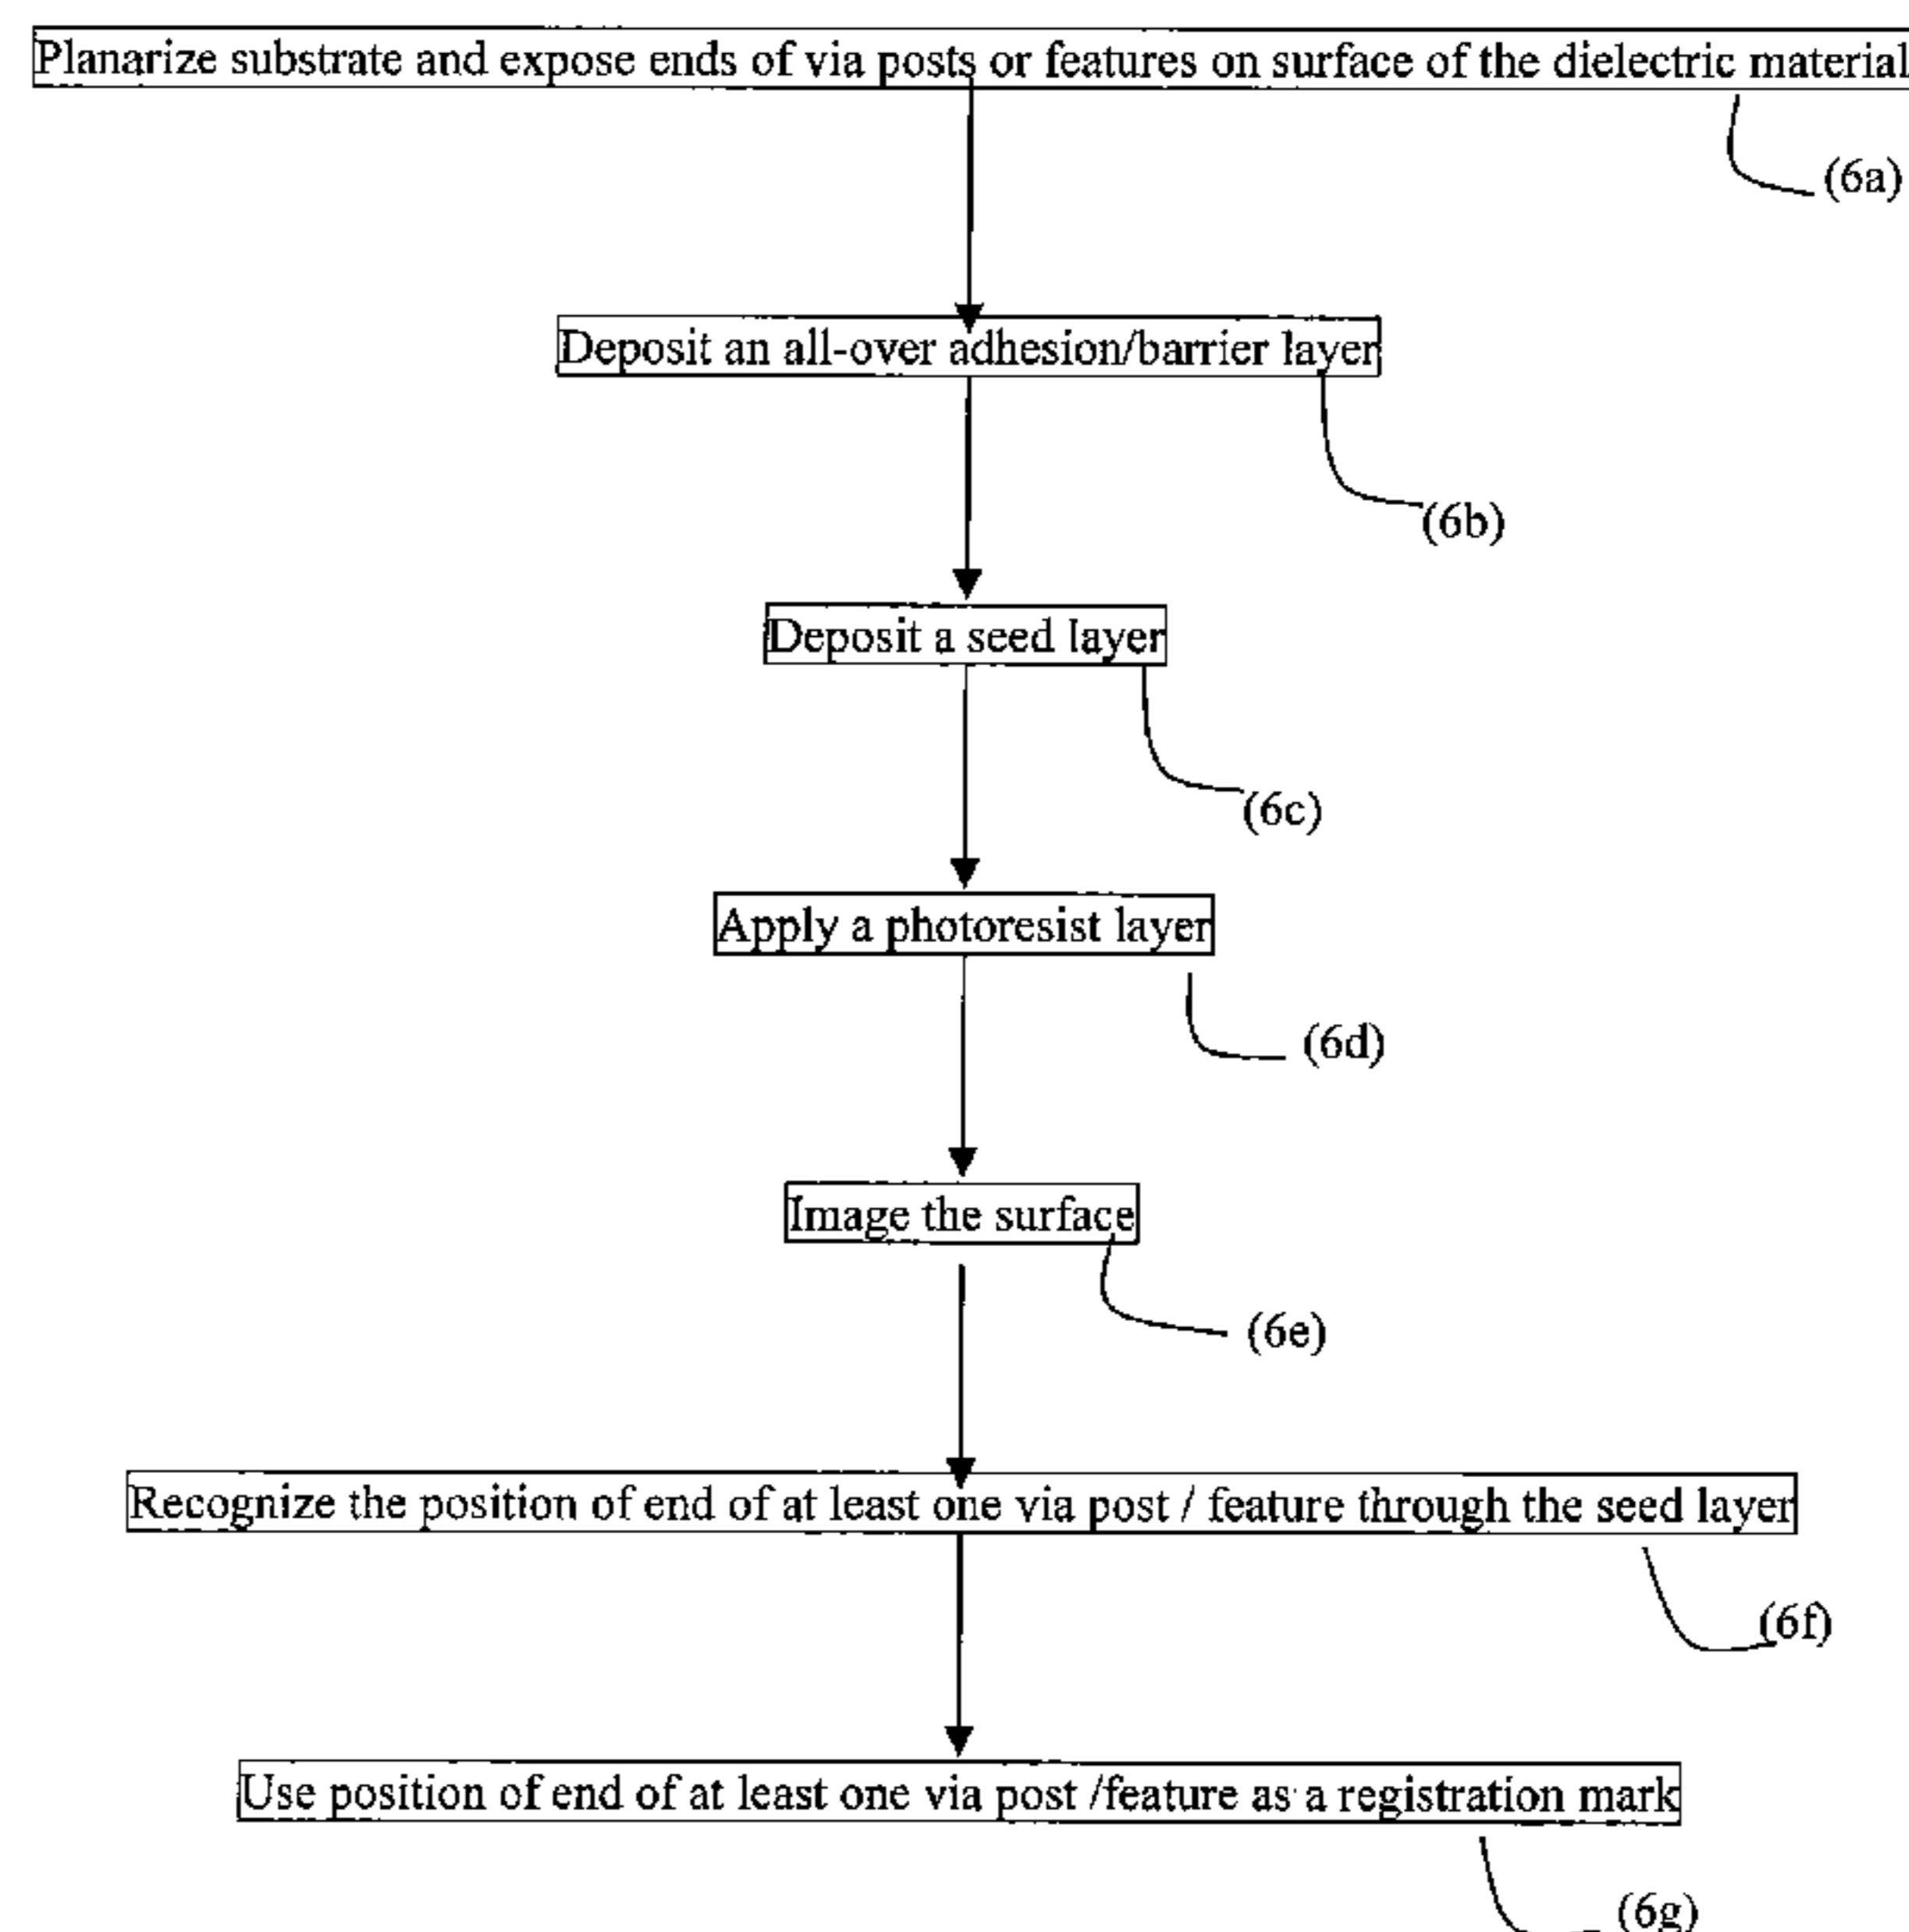 Planarize substrate and expose ends of via posts or features on surface of the dielectric material
(6a)
Deposit an all-over adhesion/barrier layer
(6b)
Deposit a seed layer
(6c)
Apply a photoresist layer
(6d)
Image the surface
(6e)
Recognize the position of end of at least one via post / feature through the seed layer
(6f)
Use position of end of at least one via post /feature as a registration mark
(6g)